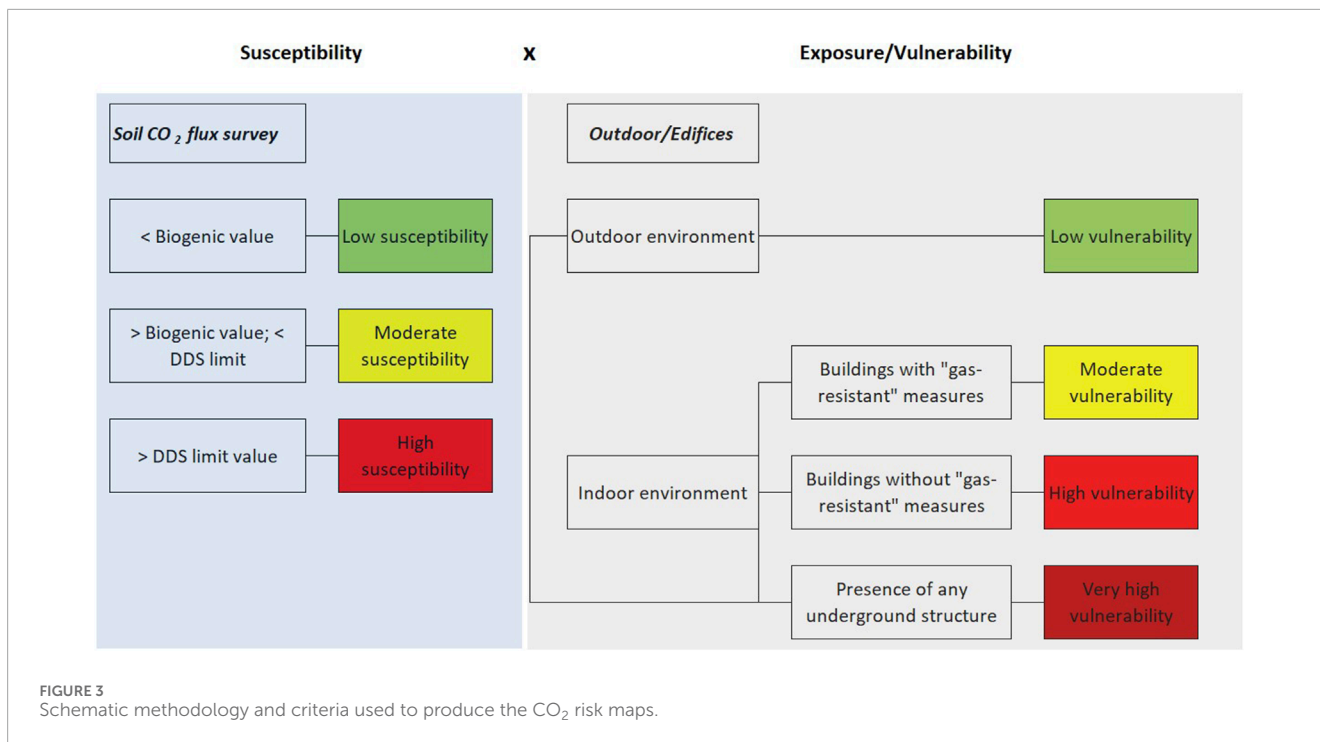 Susceptibility x Exposure/Vulnerability
Soil CO₂ flux survey
Outdoor/Edifices
< Biogenic value
Low susceptibility
Outdoor environment
Low vulnerability
> Biogenic value; <
DDS limit
Moderate
susceptibility
Buildings with "gas-
resistant" measures
Moderate
vulnerability
> DDS limit value
High
susceptibility
Indoor environment
Buildings without "gas-
resistant" measures
High vulnerability
Presence of any
underground structure
Very high
vulnerability
FIGURE 3
Schematic methodology and criteria used to produce the CO₂ risk maps.